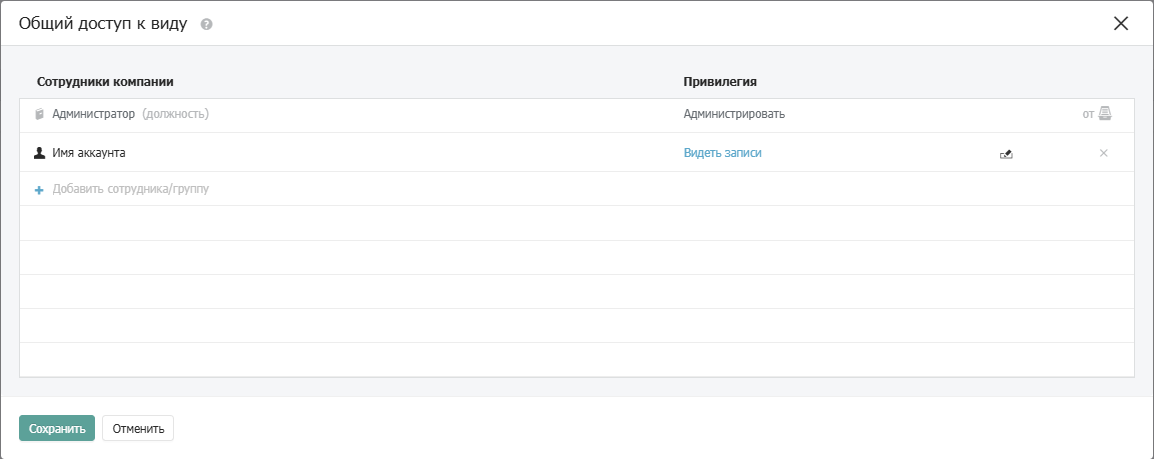 Общий доступ к виду ?
Сотрудники компании Привилегия
Администратор (должность) Администрировать от
Имя аккаунта Видеть записи
Добавить сотрудника/группу
Сохранить Отменить